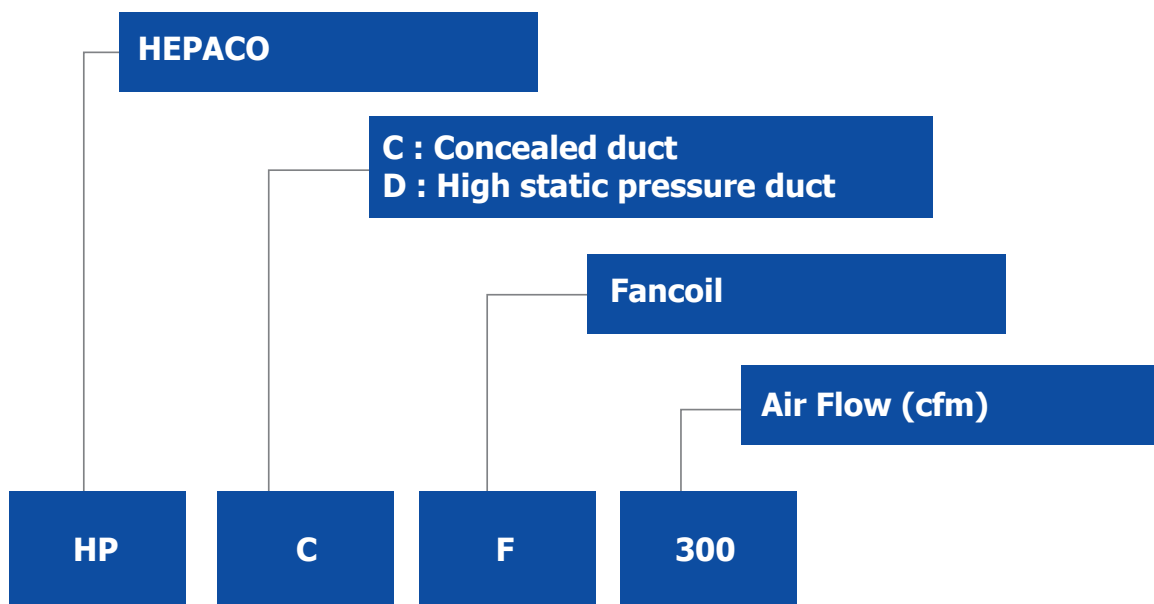 HEPACO
C : Concealed duct
D : High static pressure duct
Fancoil
Air Flow (cfm)
HP
C
F
300